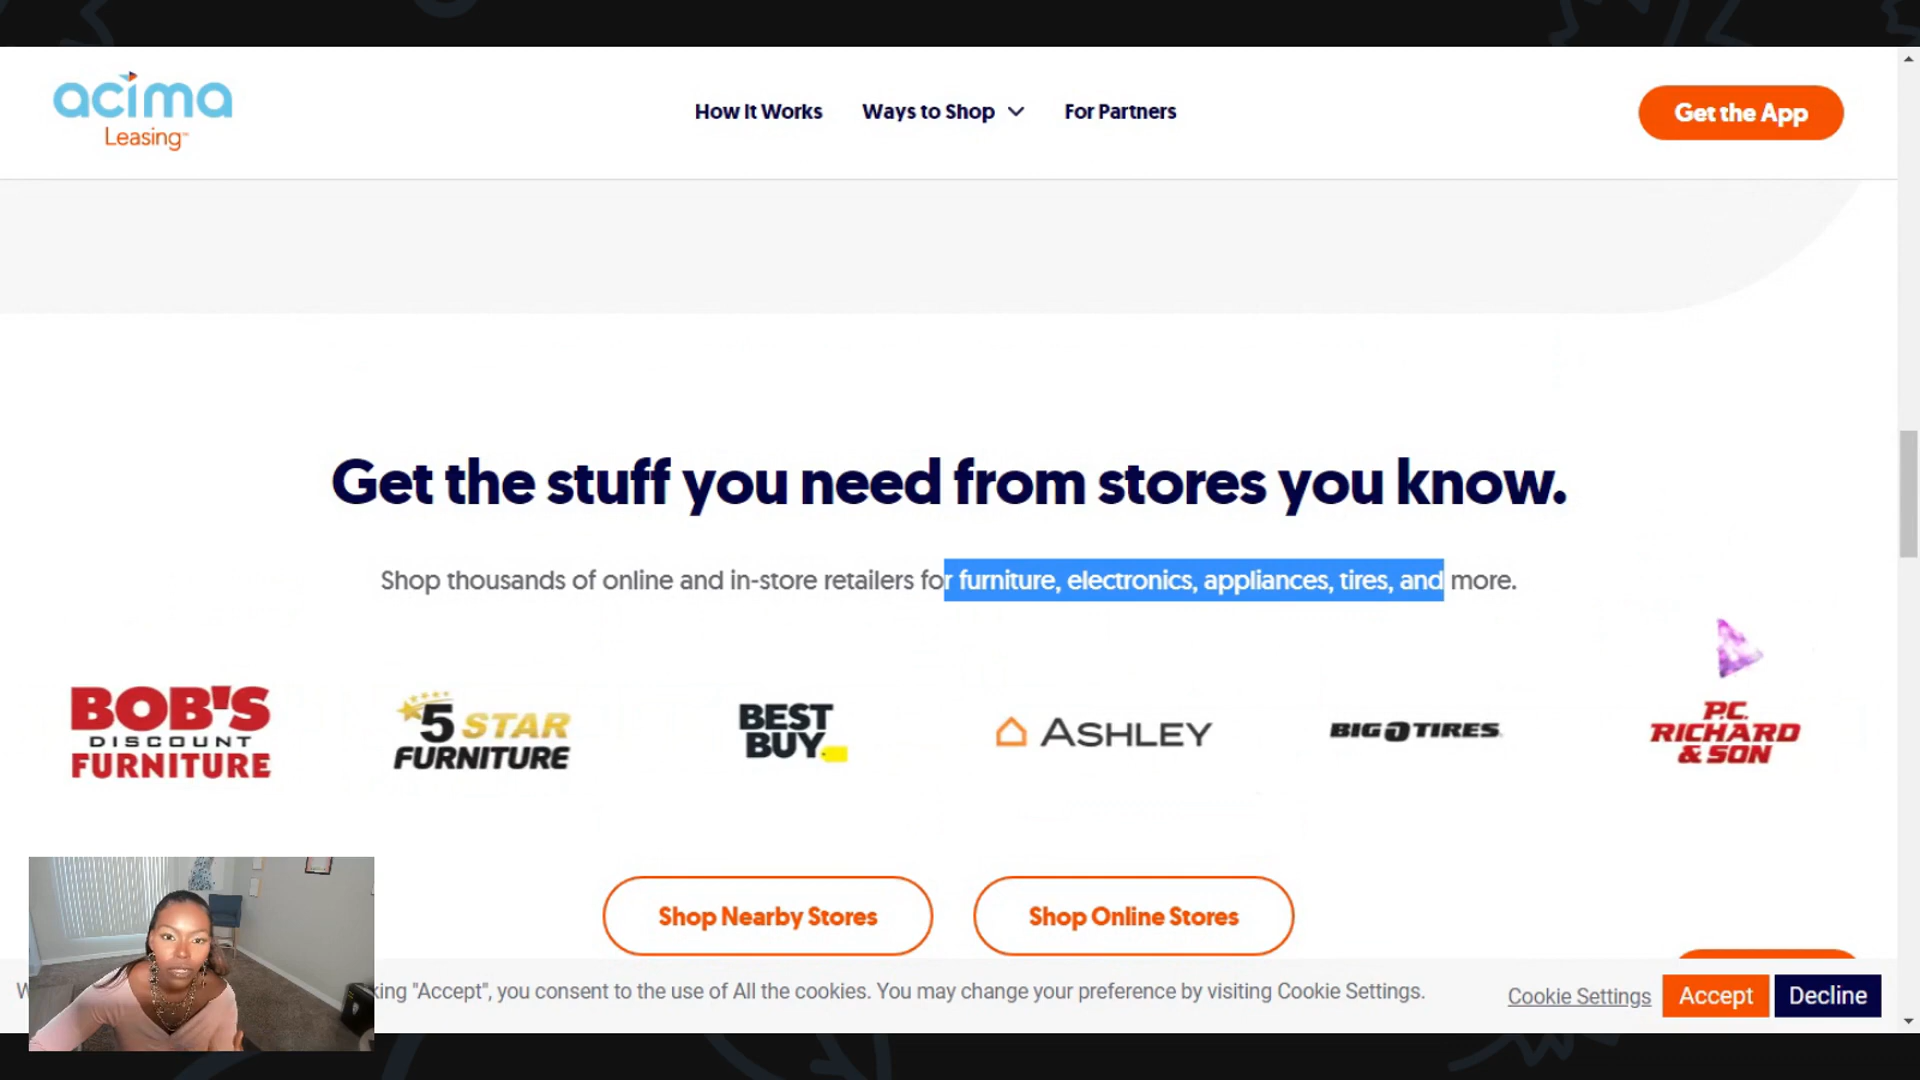 acima
Leasing™
How It Works
Ways to Shop
For Partners
Get the App
Get the stuff you need from stores you know.
Shop thousands of online and in-store retailers for furniture, electronics, appliances, tires, and more.
BOB'S
DISCOUNT
FURNITURE
5 STAR
FURNITURE
BEST
BUY
ASHLEY
BIG O TIRES
P.C.
RICHARD
& SON
Shop Nearby Stores
Shop Online Stores
"Accept", you consent to the use of All the cookies. You may change your preference by visiting Cookie Settings.
Cookie Settings
Accept
Decline